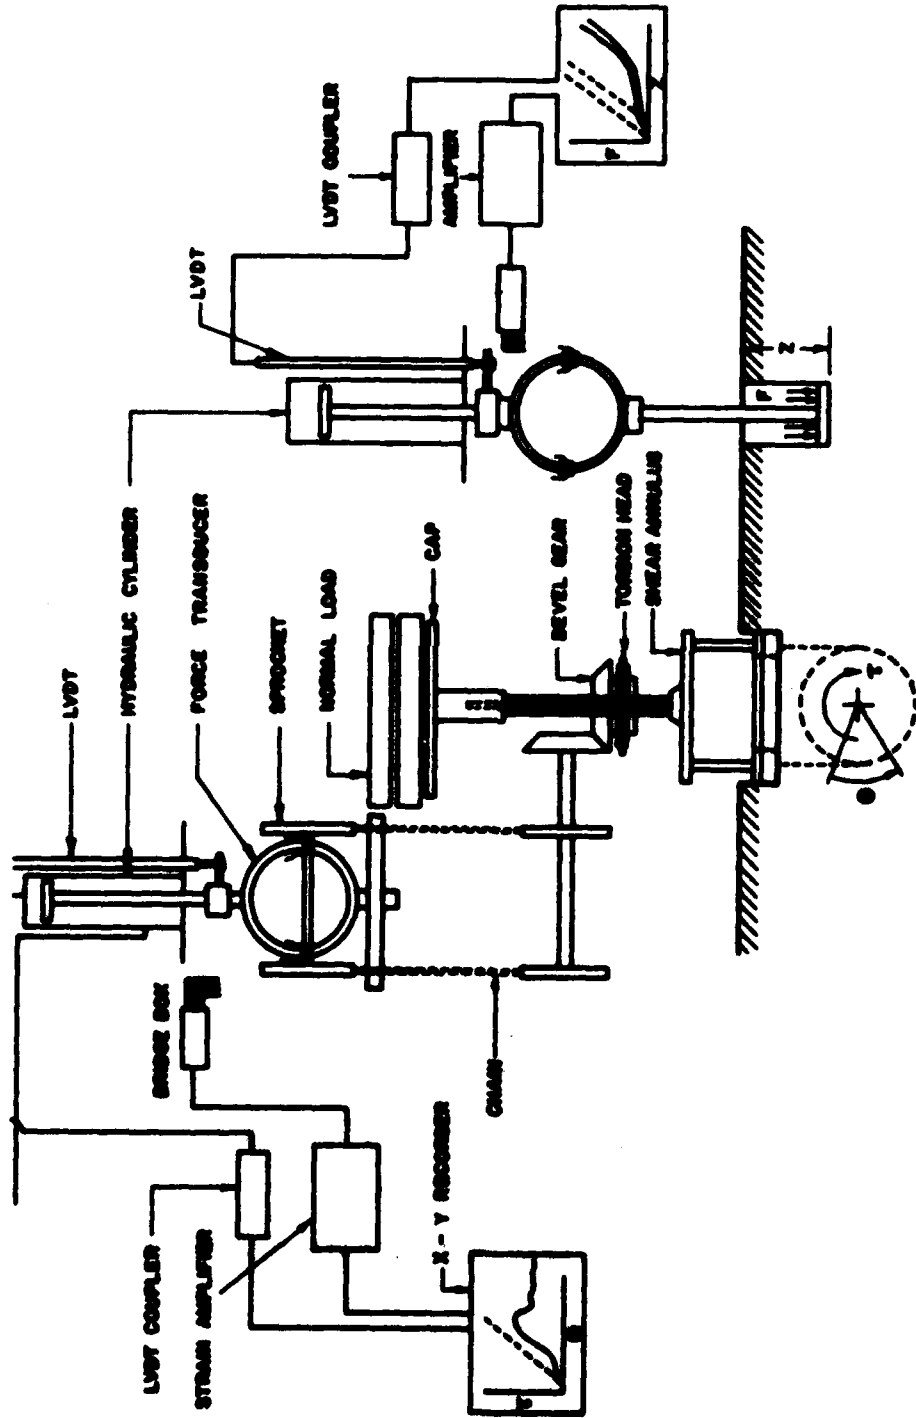 LVDT COUPLER
STRAIN AMPLIFIER
X-Y RECORDER
BRIDGE BOX
CHAIN
LVDT
HYDRAULIC CYLINDER
FORCE TRANSDUCER
SPROCKET
NORMAL LOAD
CAP
BEVEL GEAR
TORSION HEAD
SHEAR ANNULUS
LVDT
LVDT COUPLER
AMPLIFIER
F
F
Z
τ